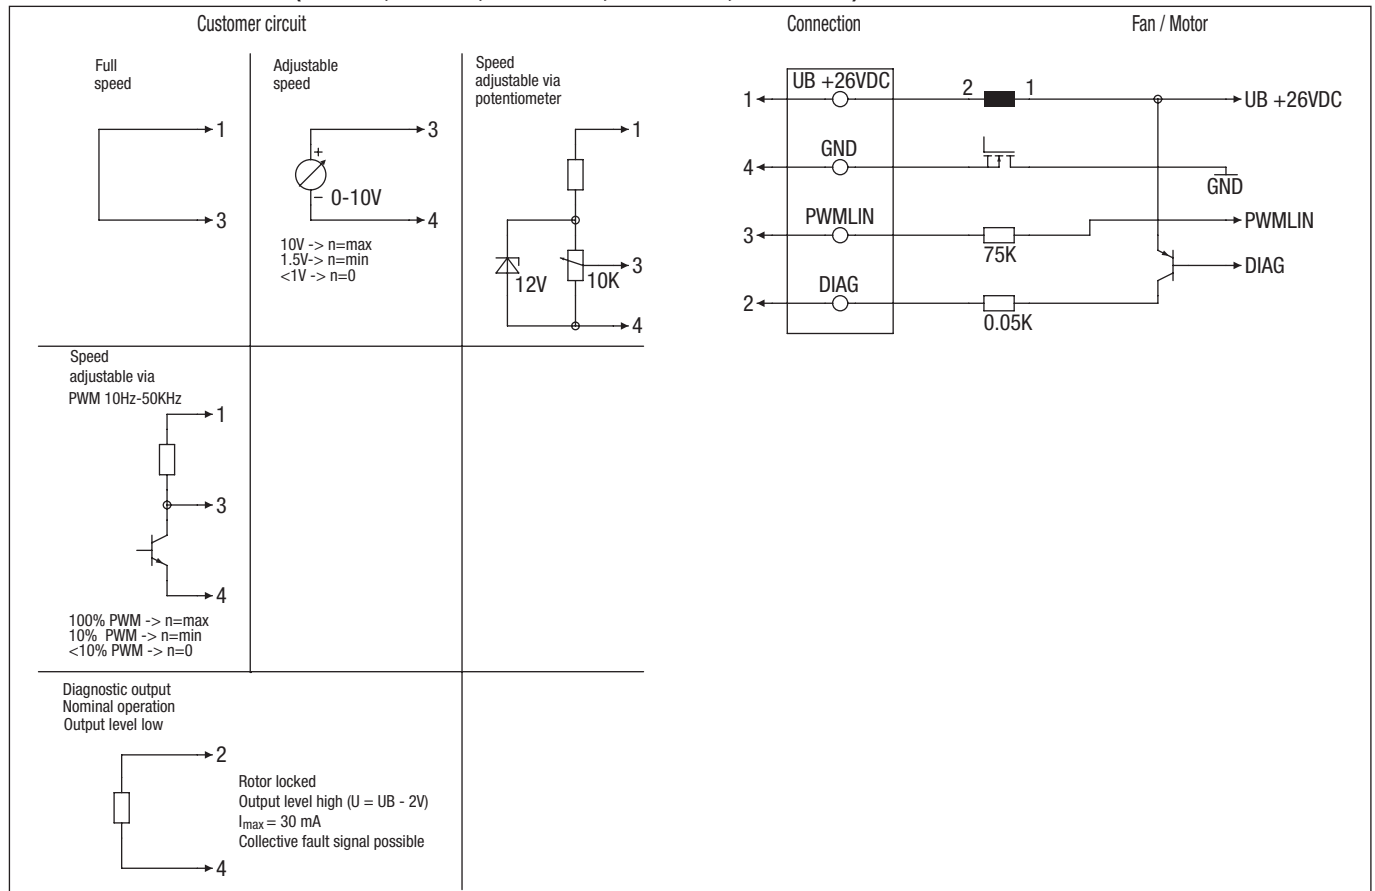 Customer circuit
Connection
Fan / Motor
Full
speed
1
3
Adjustable
speed
3
+
− 0-10V
4
10V -> n=max
1.5V-> n=min
<1V -> n=0
Speed
adjustable via
potentiometer
1
3
12V
10K
4
UB +26VDC
1
2
1
UB +26VDC
GND
4
GND
PWMLIN
3
75K
PWMLIN
DIAG
DIAG
2
0.05K
Speed
adjustable via
PWM 10Hz-50KHz
1
3
4
100% PWM -> n=max
10% PWM -> n=min
<10% PWM -> n=0
Diagnostic output
Nominal operation
Output level low
2
4
Rotor locked
Output level high (U = UB - 2V)
Imax = 30 mA
Collective fault signal possible